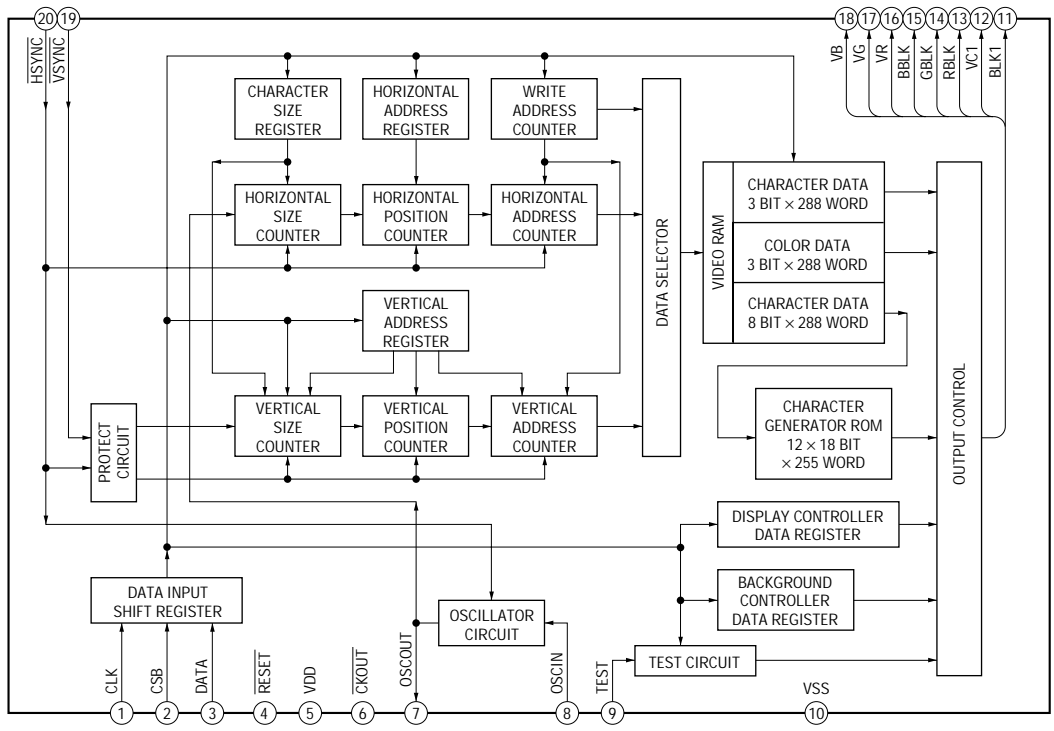 20 19 18 17 16 15 14 13 12 11
HSYNC
VSYNC
VB
VG
VR
BBLK
GBLK
RBLK
VC1
BLK1
CHARACTER
SIZE
REGISTER
HORIZONTAL
ADDRESS
REGISTER
WRITE
ADDRESS
COUNTER
HORIZONTAL
SIZE
COUNTER
HORIZONTAL
POSITION
COUNTER
HORIZONTAL
ADDRESS
COUNTER
DATA SELECTOR
VIDEO RAM
CHARACTER DATA
3 BIT × 288 WORD
COLOR DATA
3 BIT × 288 WORD
CHARACTER DATA
8 BIT × 288 WORD
VERTICAL
ADDRESS
REGISTER
PROTECT
CIRCUIT
VERTICAL
SIZE
COUNTER
VERTICAL
POSITION
COUNTER
VERTICAL
ADDRESS
COUNTER
CHARACTER
GENERATOR ROM
12 × 18 BIT
× 255 WORD
OUTPUT CONTROL
DISPLAY CONTROLLER
DATA REGISTER
BACKGROUND
CONTROLLER
DATA REGISTER
DATA INPUT
SHIFT REGISTER
OSCILLATOR
CIRCUIT
TEST CIRCUIT
CLK
CSB
DATA
RESET
VDD
CKOUT
OSCOUT
OSCIN
TEST
VSS
1 2 3 4 5 6 7 8 9 10